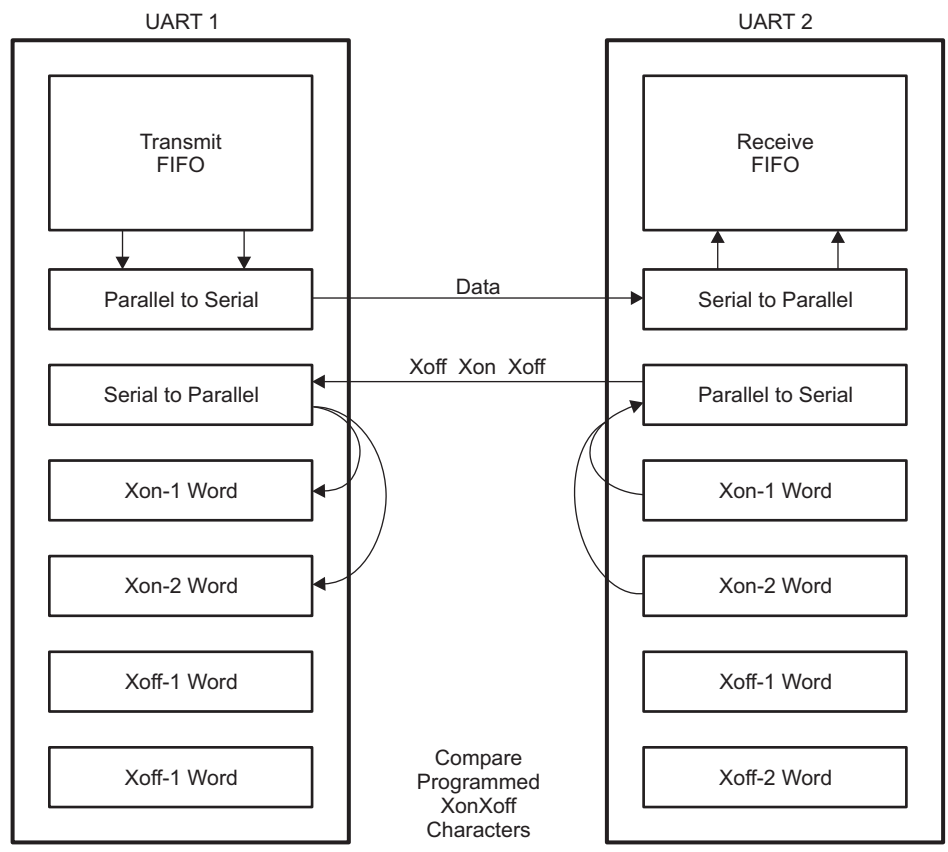 UART 1
UART 2
Transmit
FIFO
Receive
FIFO
Parallel to Serial
Data
Serial to Parallel
Serial to Parallel
Xoff Xon Xoff
Parallel to Serial
Xon-1 Word
Xon-1 Word
Xon-2 Word
Xon-2 Word
Xoff-1 Word
Xoff-1 Word
Xoff-1 Word
Compare
Programmed
XonXoff
Characters
Xoff-2 Word